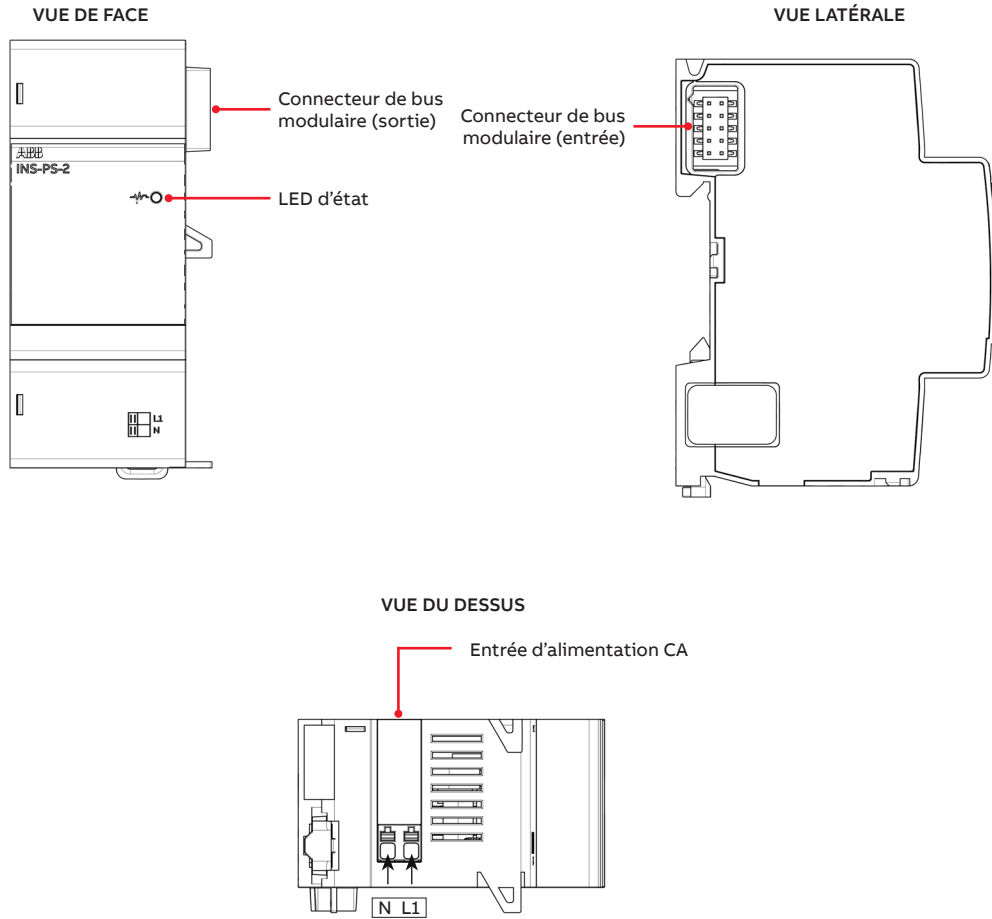 VUE DE FACE
VUE LATÉRALE
Connecteur de bus
modulaire (sortie)
Connecteur de bus
modulaire (entrée)
ABB
INS-PS-2
LED d'état
L1
N
VUE DU DESSUS
Entrée d'alimentation CA
N L1